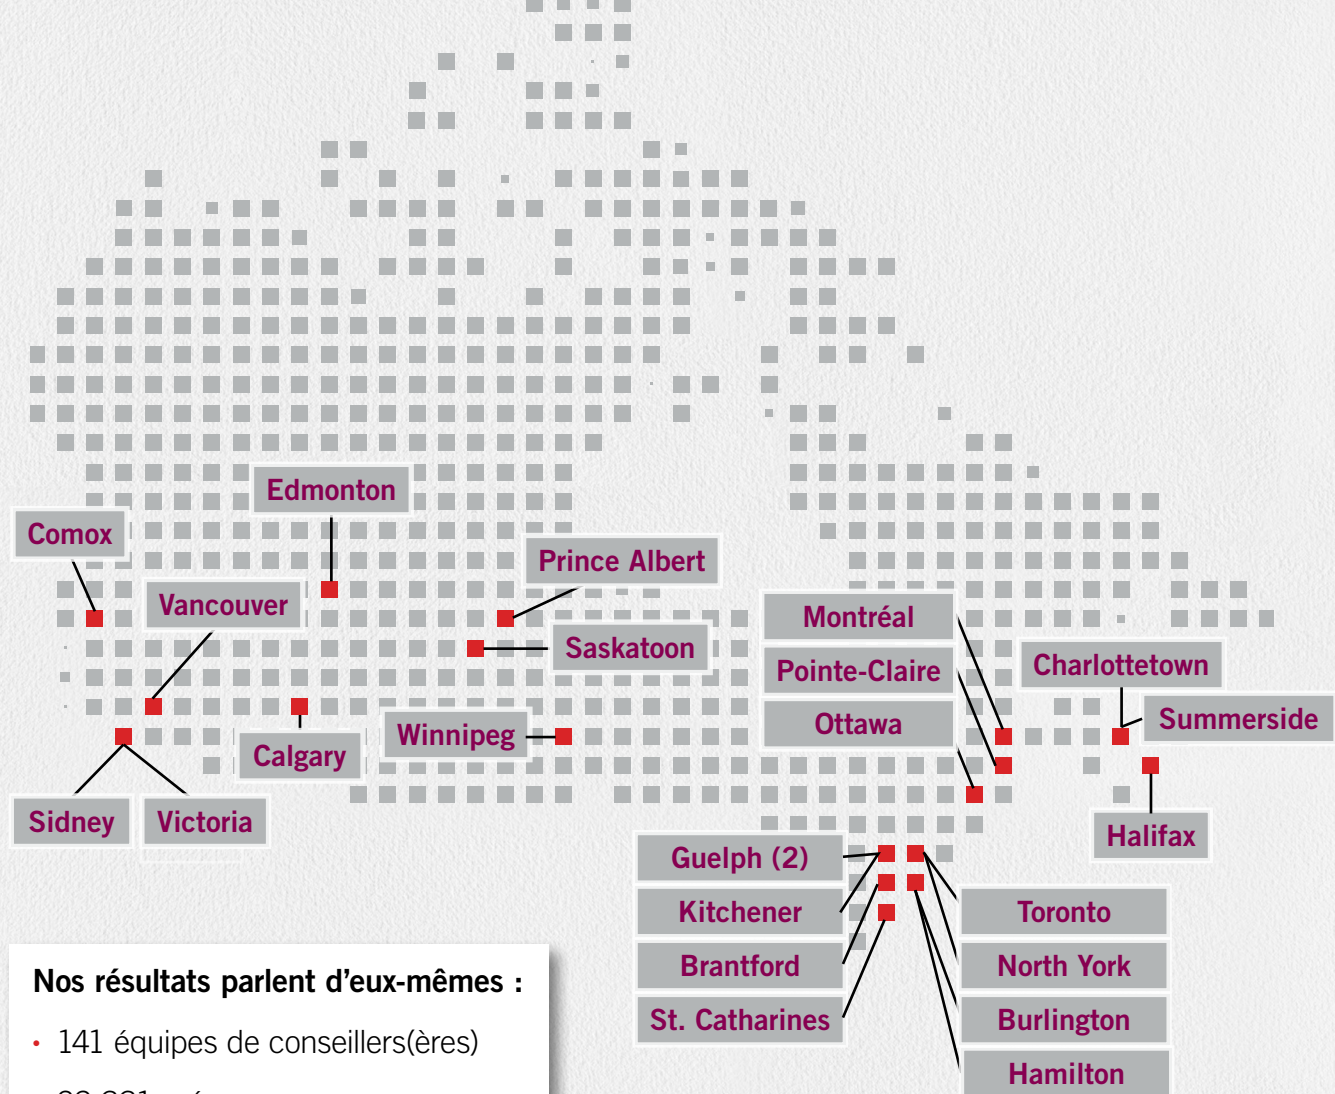 Edmonton
Comox
Prince Albert
Vancouver
Montréal
Saskatoon
Charlottetown
Pointe-Claire
Summerside
Ottawa
Winnipeg
Calgary
Sidney
Victoria
Halifax
Guelph (2)
Kitchener
Toronto
Brantford
North York
St. Catharines
Burlington
Hamilton
Nos résultats parlent d'eux-mêmes :
• 141 équipes de conseillers(ères)